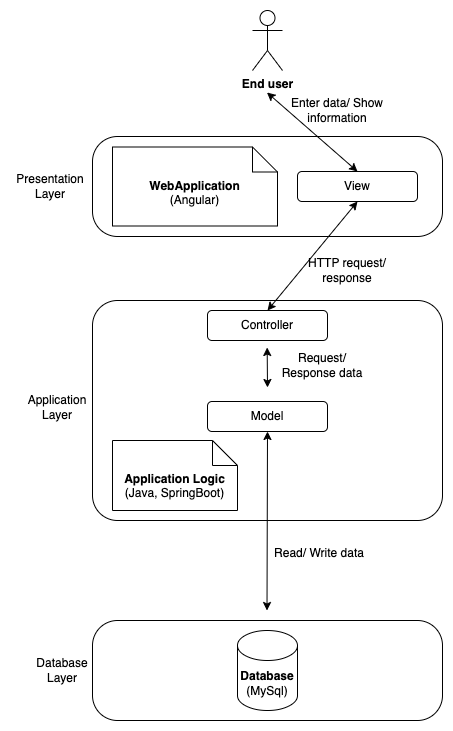 End user
Enter data/ Show
information
Presentation
Layer
WebApplication
(Angular)
View
HTTP request/
response
Controller
Request/
Response data
Application
Layer
Model
Application Logic
(Java, SpringBoot)
Read/ Write data
Database
Layer
Database
(MySql)